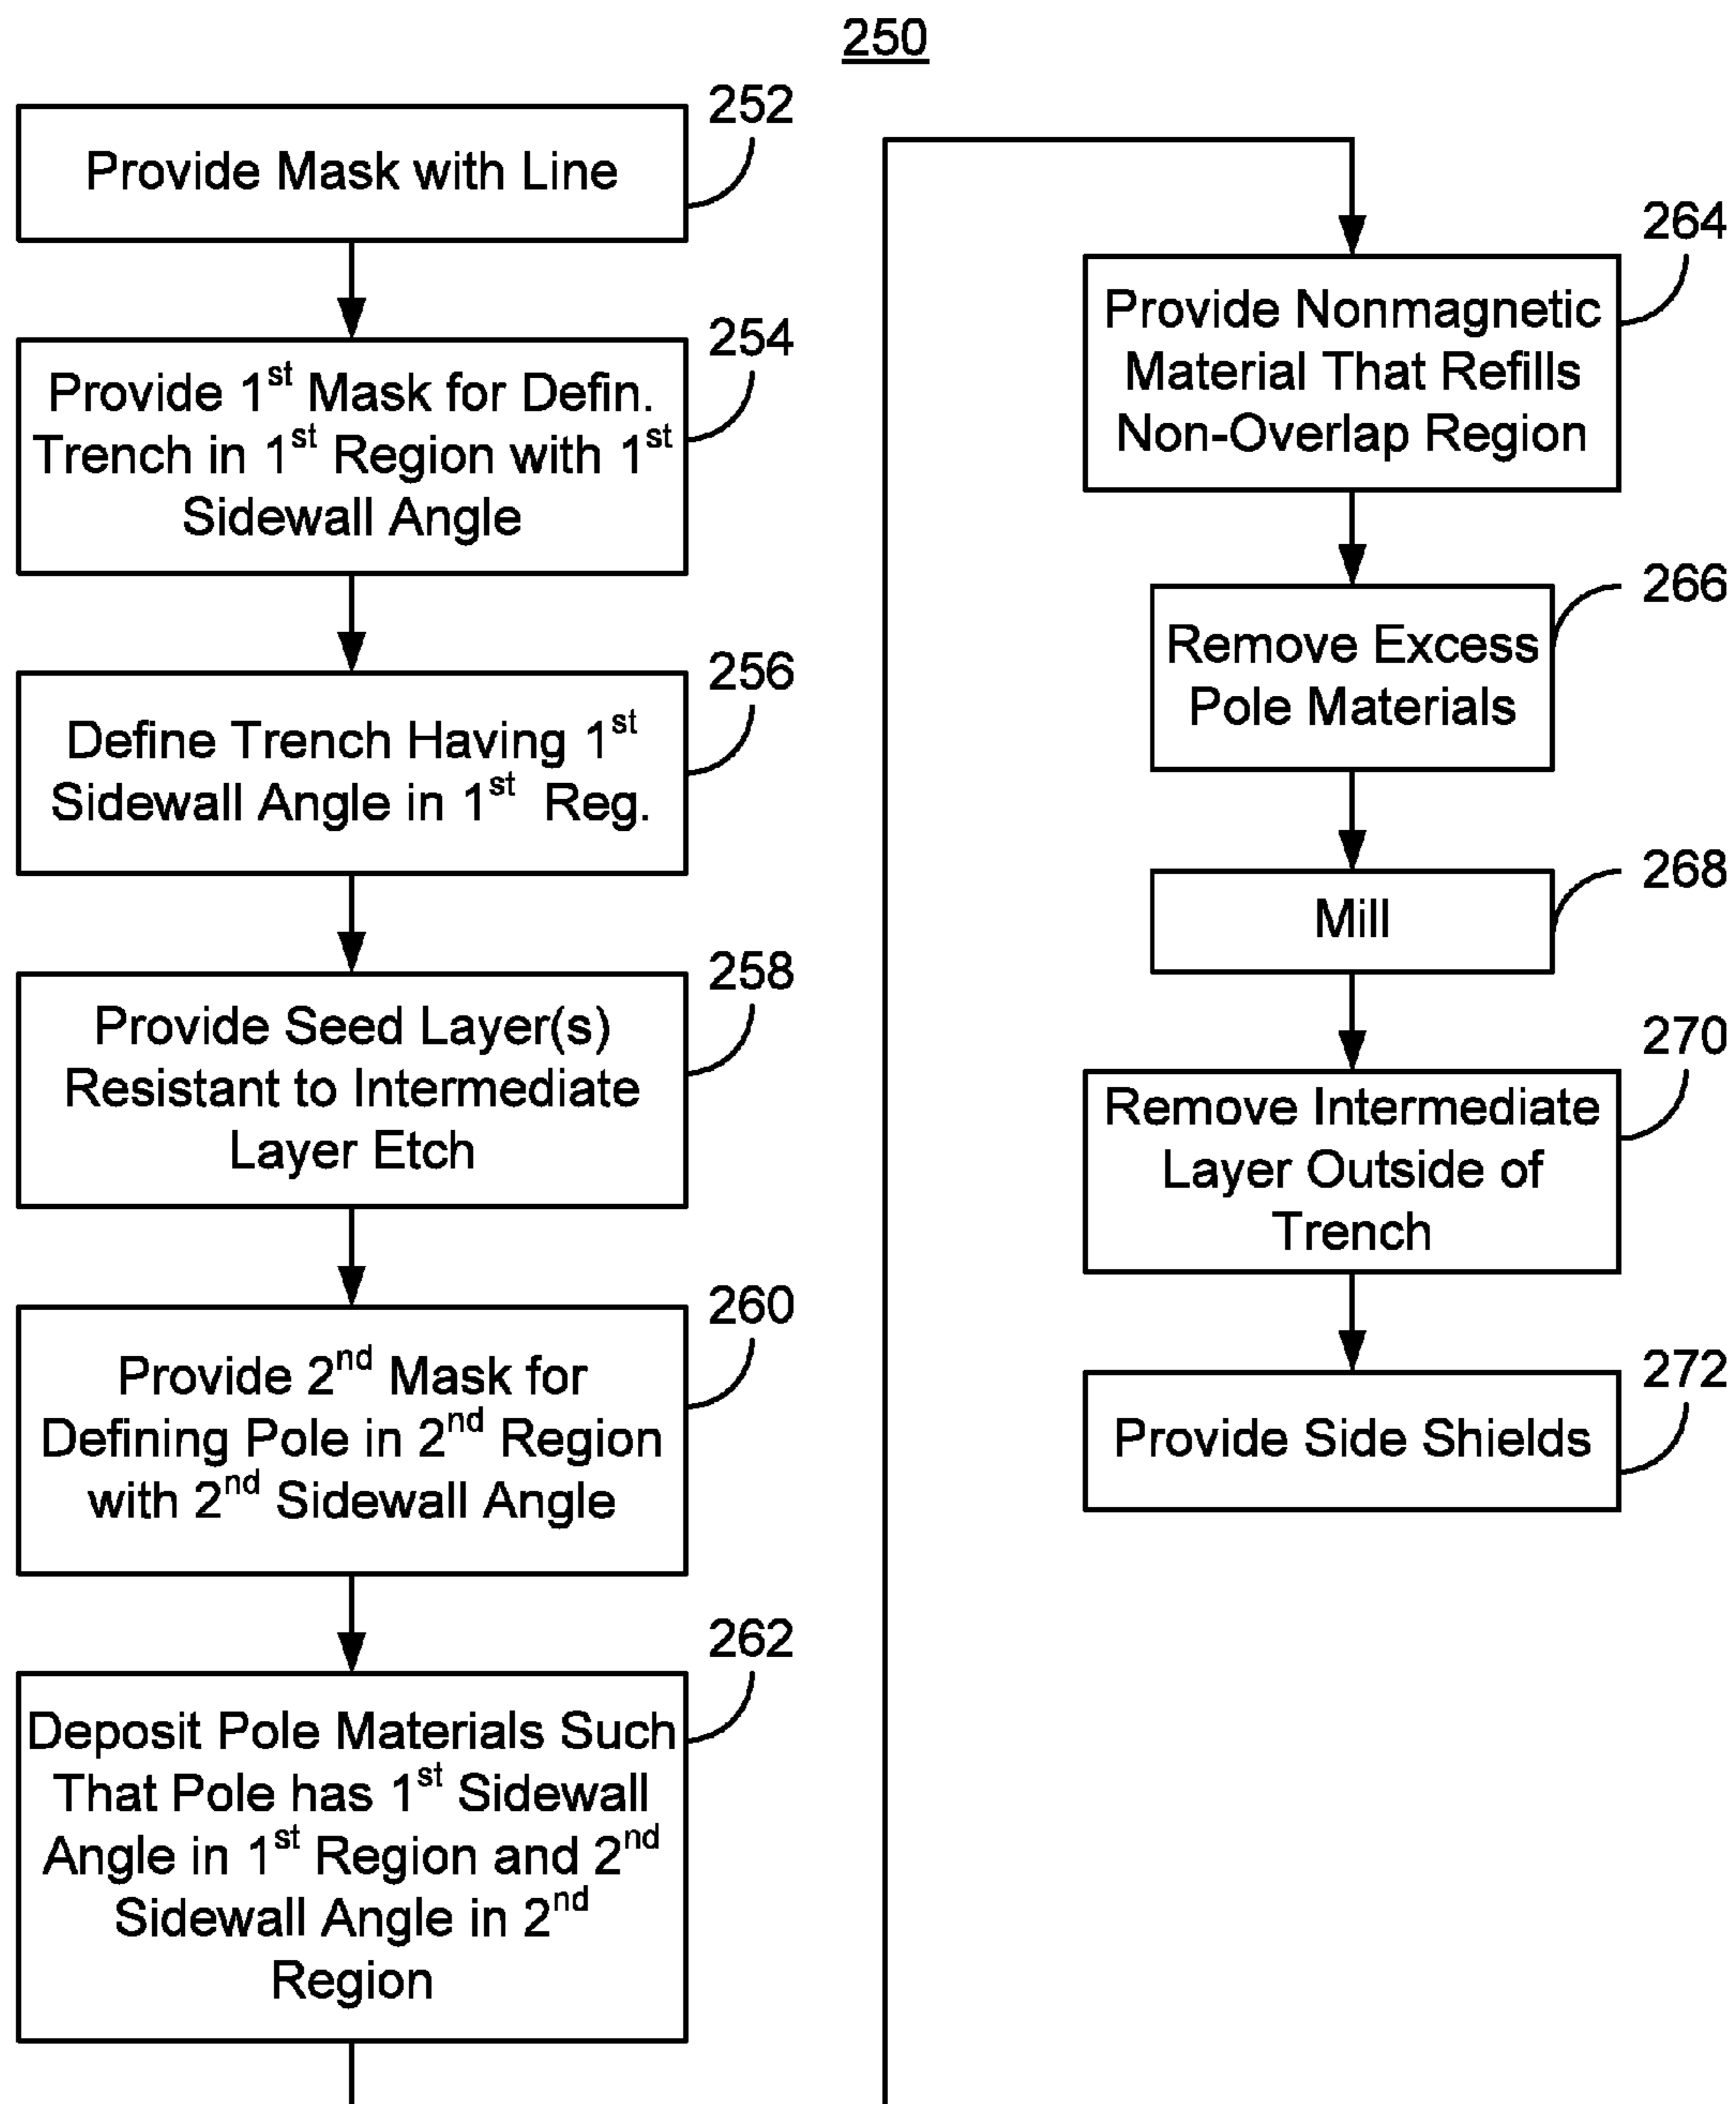 250
252
Provide Mask with Line
254
Provide 1st Mask for Defin.
Trench in 1st Region with 1st
Sidewall Angle
256
Define Trench Having 1st
Sidewall Angle in 1st Reg.
258
Provide Seed Layer(s)
Resistant to Intermediate
Layer Etch
260
Provide 2nd Mask for
Defining Pole in 2nd Region
with 2nd Sidewall Angle
262
Deposit Pole Materials Such
That Pole has 1st Sidewall
Angle in 1st Region and 2nd
Sidewall Angle in 2nd
Region
264
Provide Nonmagnetic
Material That Refills
Non-Overlap Region
266
Remove Excess
Pole Materials
268
Mill
270
Remove Intermediate
Layer Outside of
Trench
272
Provide Side Shields